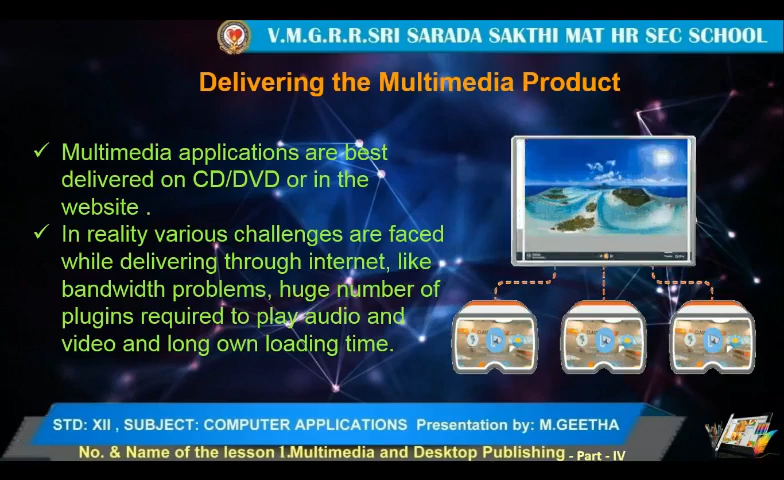 V.M.G.R.R.SRI SARADA SAKTHI MAT HR SEC SCHOOL
Delivering the Multimedia Product
✓ Multimedia applications are best
delivered on CD/DVD or in the
website .
✓ In reality various challenges are faced
while delivering through internet, like
bandwidth problems, huge number of
plugins required to play audio and
video and long own loading time.
STD: XII , SUBJECT: COMPUTER APPLICATIONS Presentation by: M.GEETHA
No. & Name of the lesson 1.Multimedia and Desktop Publishing - Part - IV